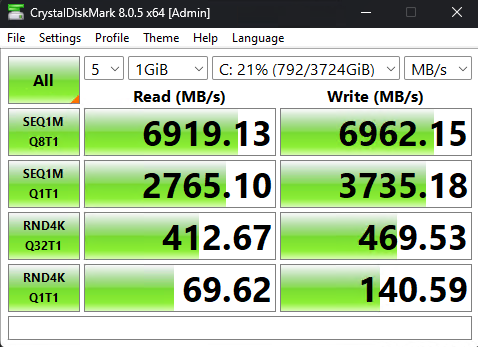 CrystalDiskMark 8.0.5 x64 [Admin]
File Settings Profile Theme Help Language
All 5 1GiB C: 21% (792/3724GiB) MB/s
Read (MB/s) Write (MB/s)
SEQ1M
Q8T1 6919.13 6962.15
SEQ1M
Q1T1 2765.10 3735.18
RND4K
Q32T1 412.67 469.53
RND4K
Q1T1 69.62 140.59